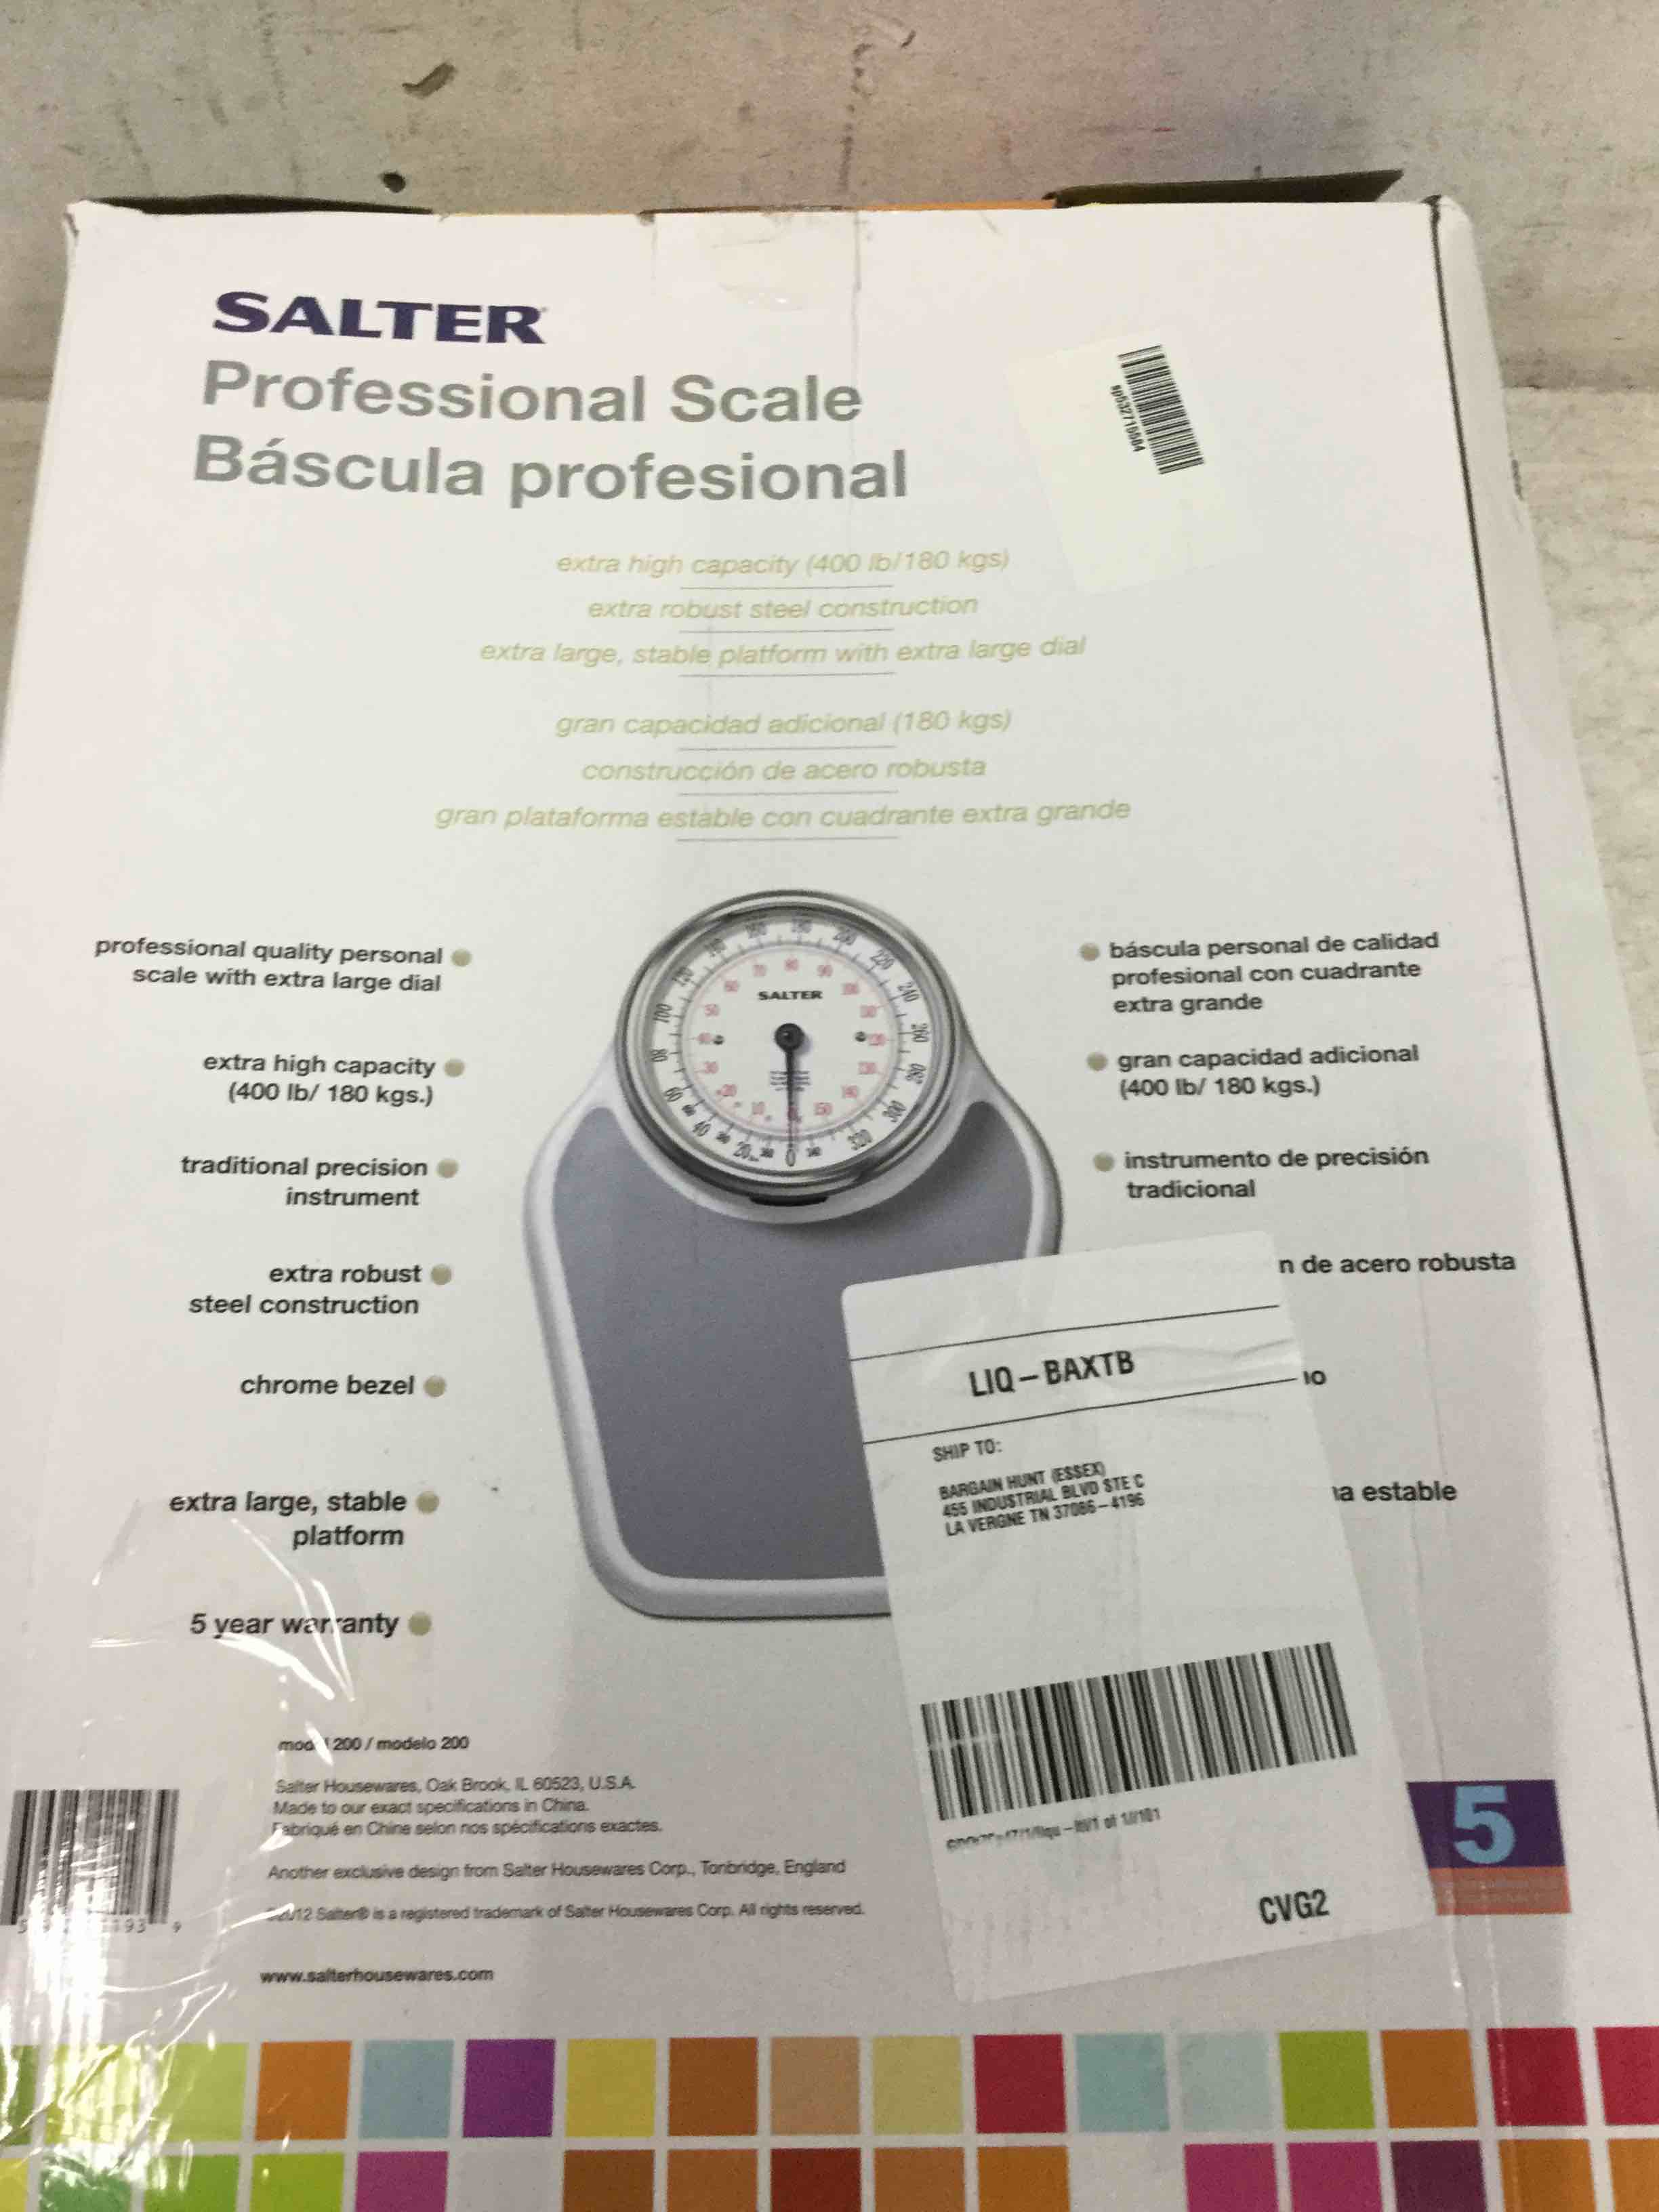 SALTER
Professional Scale
Báscula profesional
extra high capacity (400 lb/180 kgs)
extra robust steel construction
extra large, stable platform with extra large dial
gran capacidad adicional (180 kgs)
construcción de acero robusta
gran plataforma estable con cuadrante extra grande
professional quality personal
scale with extra large dial
extra high capacity
(400 lb/ 180 kgs.)
traditional precision
instrument
extra robust
steel construction
chrome bezel
extra large, stable
platform
5 year warranty
SALTER
báscula personal de calidad
profesional con cuadrante
extra grande
gran capacidad adicional
(400 lb/ 180 kgs.)
instrumento de precisión
tradicional
n de acero robusta
io
na estable
LIQ-BAXTB
SHIP TO:
BARGAIN HUNT (ESSEX)
455 INDUSTRIAL BLVD STE C
LA VERGNE TN 37086-4196
CVG2
5
200 / modelo 200
Salter Housewares, Oak Brook, IL 60523, U.S.A.
Made to our exact specifications in China.
Fabriqué en Chine selon nos spécifications exactes.
Another exclusive design from Salter Housewares Corp., Tonbridge, England
©2012 Salter® is a registered trademark of Salter Housewares Corp. All rights reserved.
www.salterhousewares.com